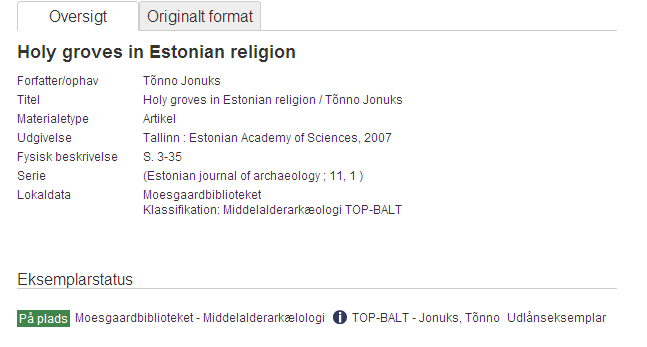 Oversigt Originalt format
Holy groves in Estonian religion
Forfatter/ophav Tõnno Jonuks
Titel Holy groves in Estonian religion / Tõnno Jonuks
Materialetype Artikel
Udgivelse Tallinn : Estonian Academy of Sciences, 2007
Fysisk beskrivelse S. 3-35
Serie (Estonian journal of archaeology ; 11, 1 )
Lokaldata Moesgaardbiblioteket
Klassifikation: Middelalderarkæologi TOP-BALT
Eksemplarstatus
På plads Moesgaardbiblioteket - Middelalderarkælologi i TOP-BALT - Jonuks, Tõnno Udlånseksemplar